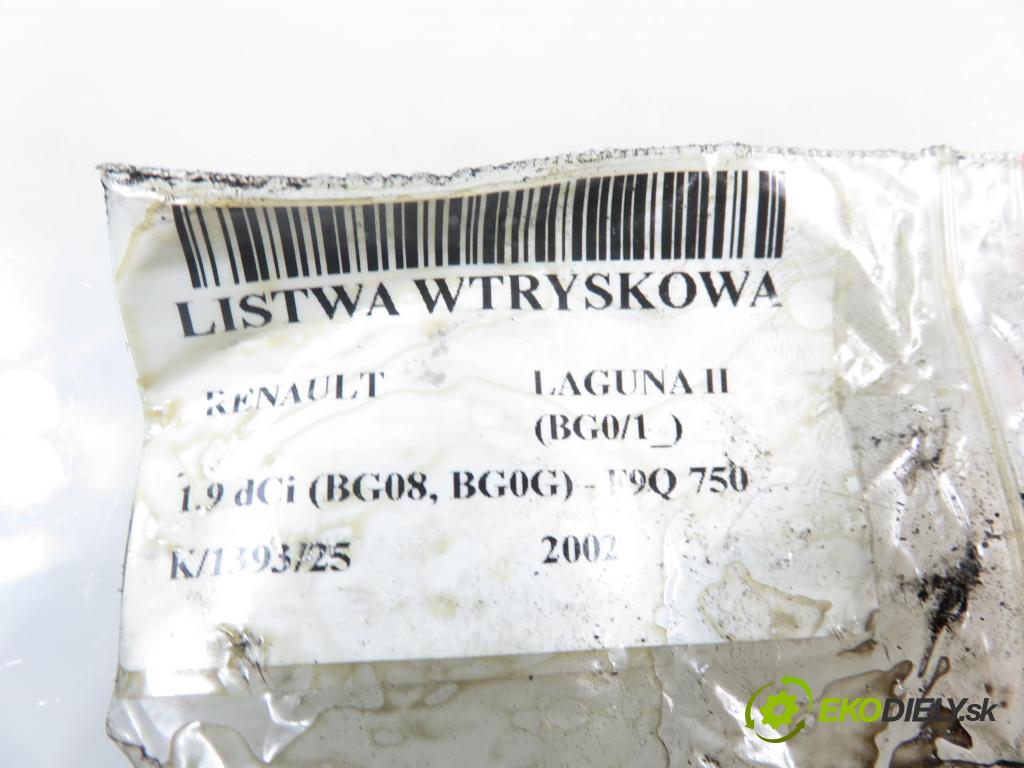 LISTWA WTRYSKOWA
RENAULT LAGUNA II
(BG0/1_)
1.9 dCi (BG08, BG0G) - F9Q 750
K/1393/25 2002
EKODIELY.sk